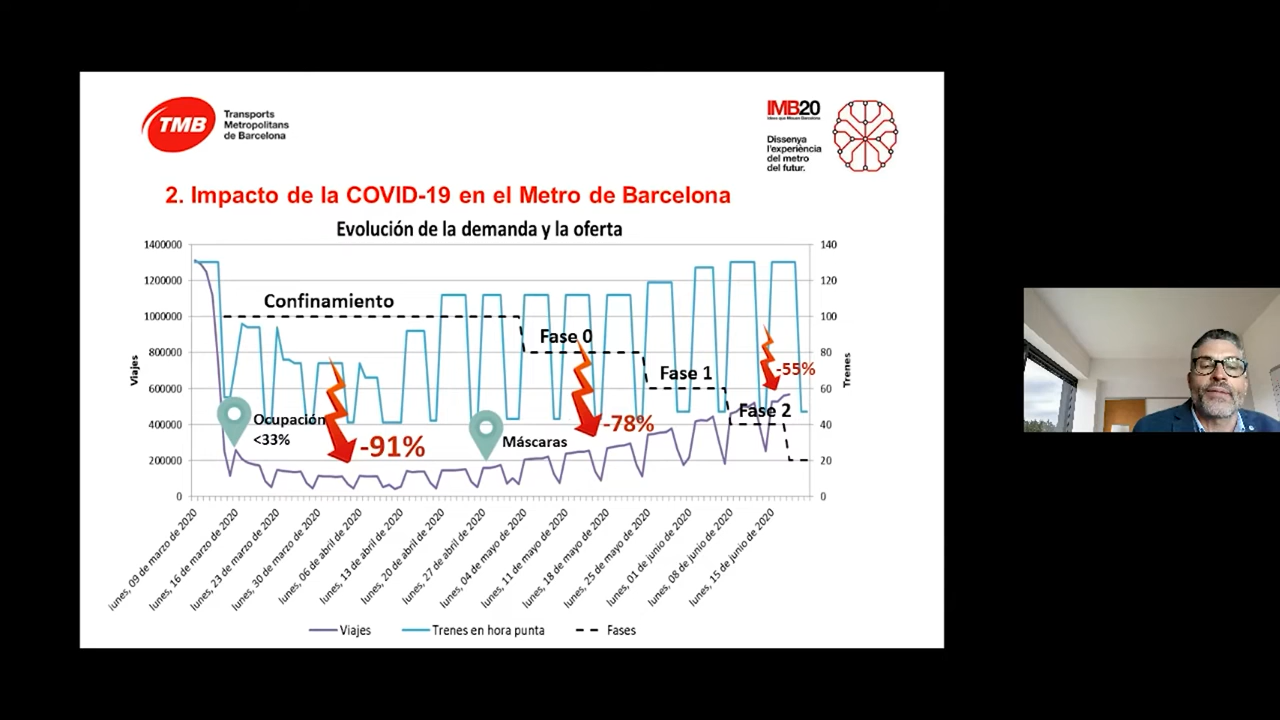 TMB
Transports
Metropolitans
de Barcelona
IMB20
Dissenya
l'experiència
del metro
del futur.
2. Impacto de la COVID-19 en el Metro de Barcelona
Evolución de la demanda y la oferta
1400000
1200000
1000000
800000
600000
400000
200000
0
Viajes
140
120
100
80
60
40
20
0
Trenes
Confinamiento
Fase 0
Fase 1
Fase 2
Ocupación
<33%
-91%
Máscaras
-78%
-55%
lunes, 09 de marzo de 2020
lunes, 16 de marzo de 2020
lunes, 23 de marzo de 2020
lunes, 30 de marzo de 2020
lunes, 06 de abril de 2020
lunes, 13 de abril de 2020
lunes, 20 de abril de 2020
lunes, 27 de abril de 2020
lunes, 04 de mayo de 2020
lunes, 11 de mayo de 2020
lunes, 18 de mayo de 2020
lunes, 25 de mayo de 2020
lunes, 01 de junio de 2020
lunes, 08 de junio de 2020
lunes, 15 de junio de 2020
Viajes
Trenes en hora punta
Fases